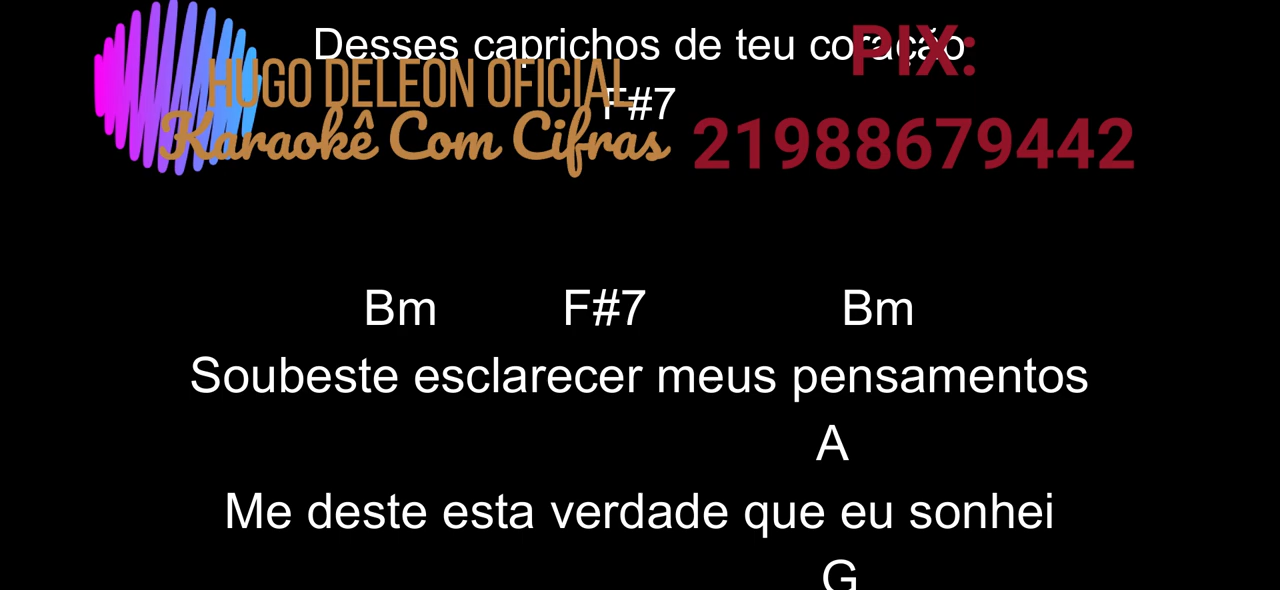 Desses caprichos de teu coração
PIX:
HUGO DELEON OFICIAL
F#7
Karaokê Com Cifras
21988679442
Bm F#7 Bm
Soubeste esclarecer meus pensamentos
A
Me deste esta verdade que eu sonhei
G